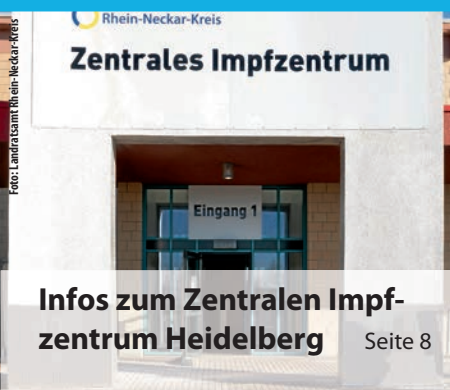 Rhein-Neckar-Kreis
Zentrales Impfzentrum
Foto: Landratsamt Rhein-Neckar-Kreis
Eingang 1
Infos zum Zentralen Impf-
zentrum Heidelberg Seite 8